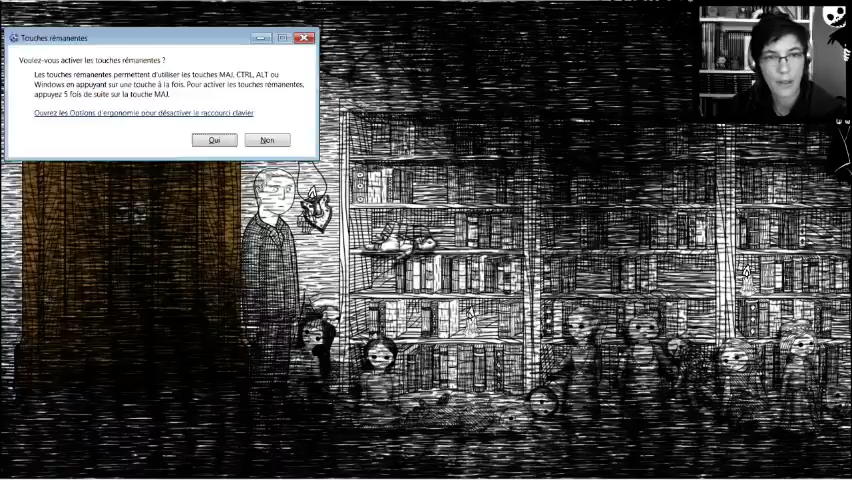 Touches rémanentes
Voulez-vous activer les touches rémanentes ?
Les touches rémanentes permettent d'utiliser les touches MAJ, CTRL, ALT ou
Windows en appuyant sur une touche à la fois. Pour activer les touches rémanentes,
appuyez 5 fois de suite sur la touche MAJ.
Ouvrez les Options d'ergonomie pour désactiver le raccourci clavier
Oui
Non